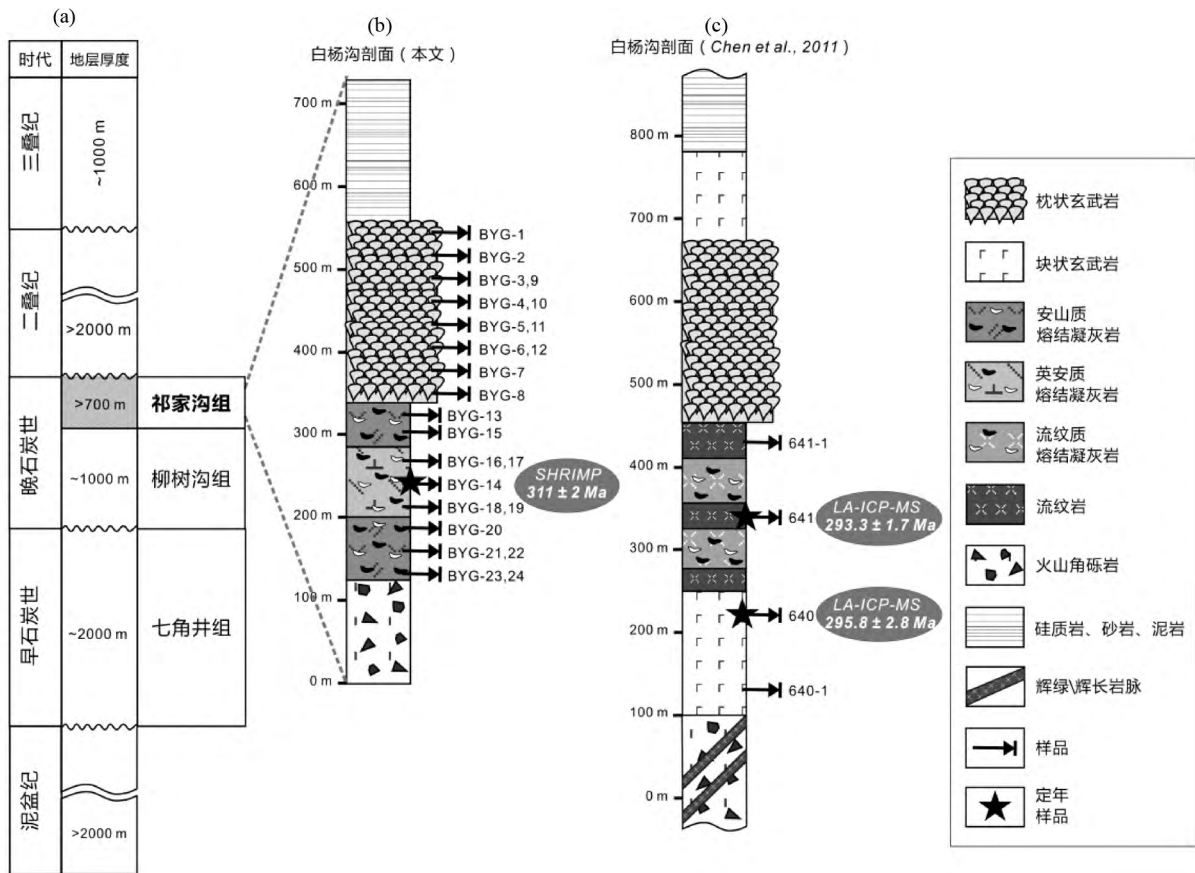 (a)
时代
地层厚度
三叠纪
~1000 m
二叠纪
>2000 m
晚石炭世
>700 m
祁家沟组
~1000 m
柳树沟组
早石炭世
~2000 m
七角井组
泥盆纪
>2000 m
(b)
白杨沟剖面（本文）
700 m
600 m
500 m
400 m
300 m
200 m
100 m
0 m
BYG-1
BYG-2
BYG-3,9
BYG-4,10
BYG-5,11
BYG-6,12
BYG-7
BYG-8
BYG-13
BYG-15
BYG-16,17
BYG-14
BYG-18,19
BYG-20
BYG-21,22
BYG-23,24
SHRIMP
311 ± 2 Ma
(c)
白杨沟剖面（Chen et al., 2011）
800 m
700 m
600 m
500 m
400 m
300 m
200 m
100 m
0 m
641-1
641
LA-ICP-MS
293.3 ± 1.7 Ma
640
LA-ICP-MS
295.8 ± 2.8 Ma
640-1
枕状玄武岩
块状玄武岩
安山质
熔结凝灰岩
英安质
熔结凝灰岩
流纹质
熔结凝灰岩
流纹岩
火山角砾岩
硅质岩、砂岩、泥岩
辉绿\辉长岩脉
样品
定年
样品